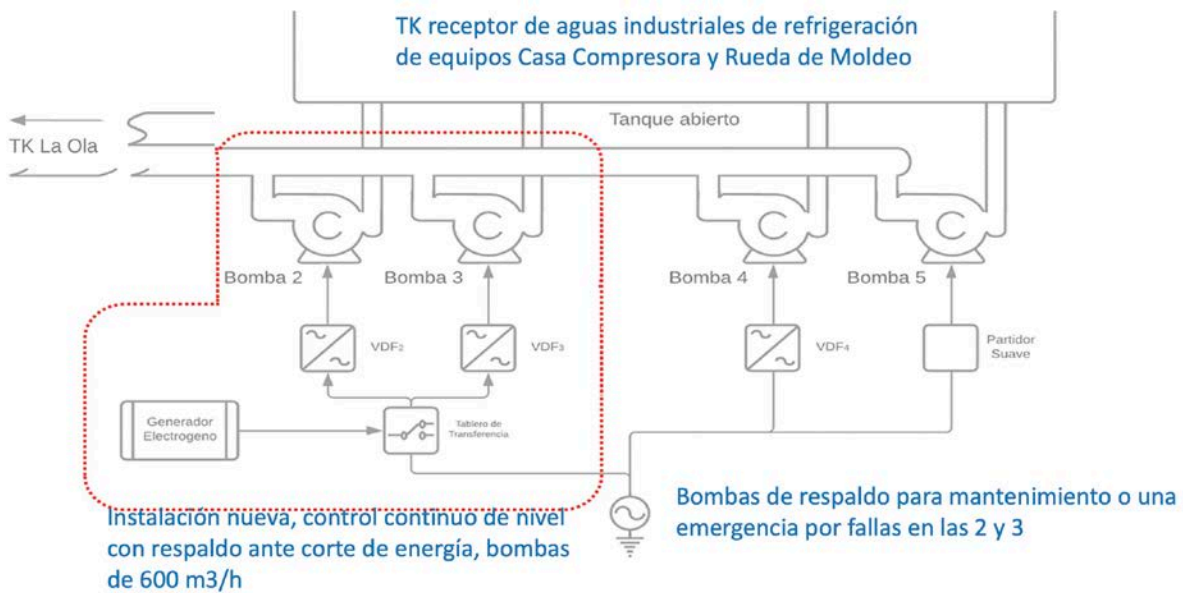 TK receptor de aguas industriales de refrigeración
de equipos Casa Compresora y Rueda de Moldeo
Tanque abierto
TK La Ola
Bomba 2
Bomba 3
Bomba 4
Bomba 5
VDF₂
VDF₃
VDF₄
Partidor
Suave
Generador
Electrogeno
Tablero de
Transferencia
Instalación nueva, control continuo de nivel
con respaldo ante corte de energía, bombas
de 600 m3/h
Bombas de respaldo para mantenimiento o una
emergencia por fallas en las 2 y 3